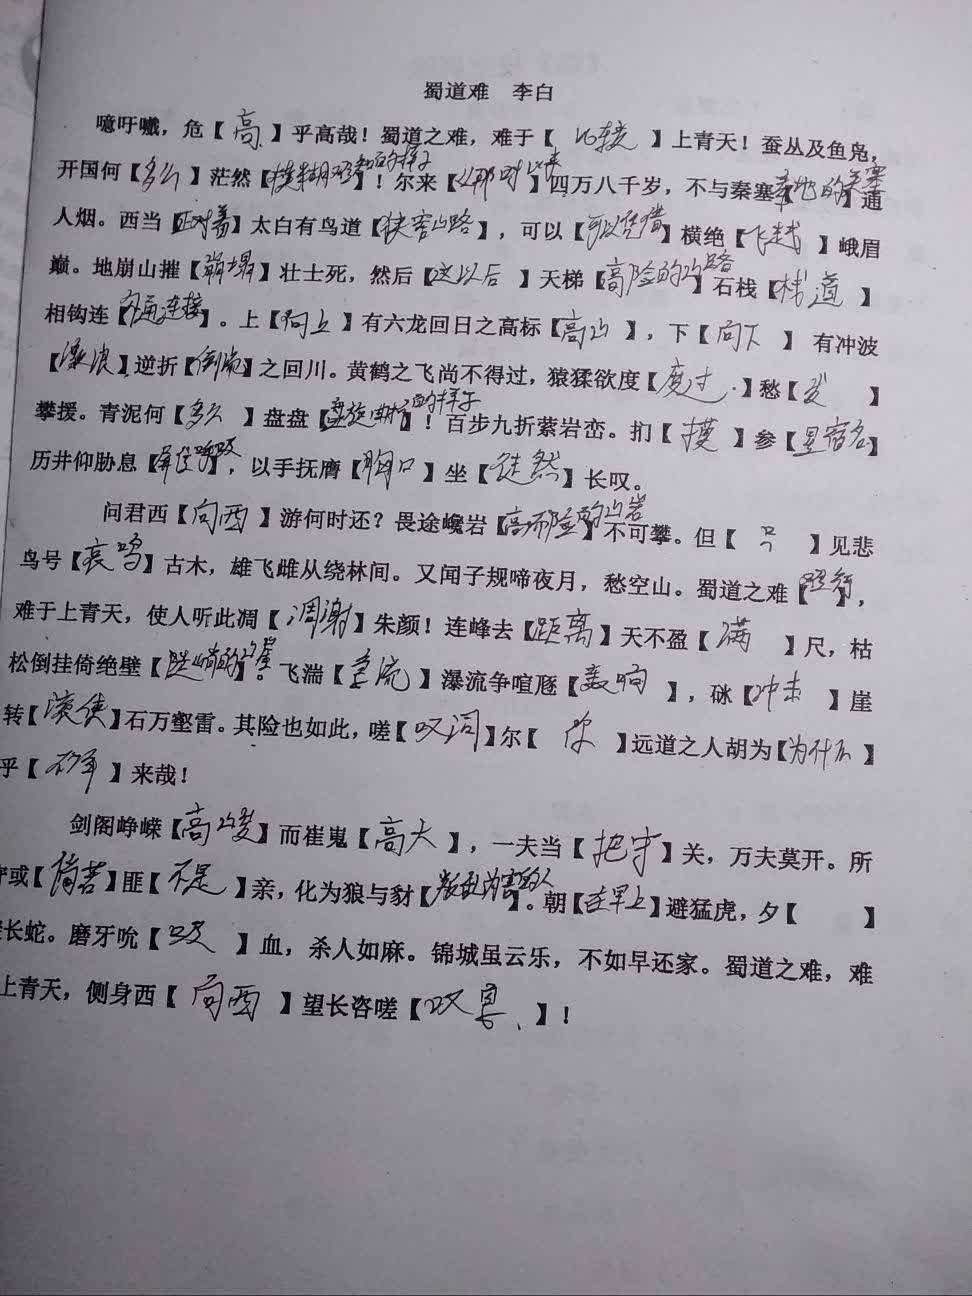 蜀道难 李白
噫吁嚱，危【高】乎高哉！蜀道之难，难于【比较】上青天！蚕丛及鱼凫，
开国何【多么】茫然【模糊难知的样子】！尔来【从那时以来】四万八千岁，不与秦塞【秦地的关塞】通
人烟。西当【正对着】太白有鸟道【狭窄山路】，可以【可以凭借】横绝【飞越】峨眉
巅。地崩山摧【崩塌】壮士死，然后【这以后】天梯【高险的山路】石栈【栈道】
相钩连【勾通连接】。上【向上】有六龙回日之高标【高山】，下【向下】有冲波
【激浪】逆折【倒流】之回川。黄鹤之飞尚不得过，猿猱欲度【度过】愁【发】
攀援。青泥何【多么】盘盘【盘旋曲折的样子】！百步九折萦岩峦。扪【摸】参【星宿名】
历井仰胁息【屏住呼吸】，以手抚膺【胸口】坐【徒然】长叹。
问君西【向西】游何时还？畏途巉岩【高而险的山岩】不可攀。但【只】见悲
鸟号【哀鸣】古木，雄飞雌从绕林间。又闻子规啼夜月，愁空山。蜀道之难【】，
难于上青天，使人听此凋【凋谢】朱颜！连峰去【距离】天不盈【满】尺，枯
松倒挂倚绝壁【陡峭的山崖】。飞湍【急流】瀑流争喧豗【轰响】，砯【冲击】崖
转【滚使】石万壑雷。其险也如此，嗟【叹词】尔【你】远道之人胡为【为什么】
乎【】来哉！
剑阁峥嵘【高峻】而崔嵬【高大】，一夫当【把守】关，万夫莫开。所
守或【倘若】匪【不是】亲，化为狼与豺【叛乱为害的人】。朝【在早上】避猛虎，夕【】
长蛇。磨牙吮【吸】血，杀人如麻。锦城虽云乐，不如早还家。蜀道之难，难
上青天，侧身西【向西】望长咨嗟【叹息】！